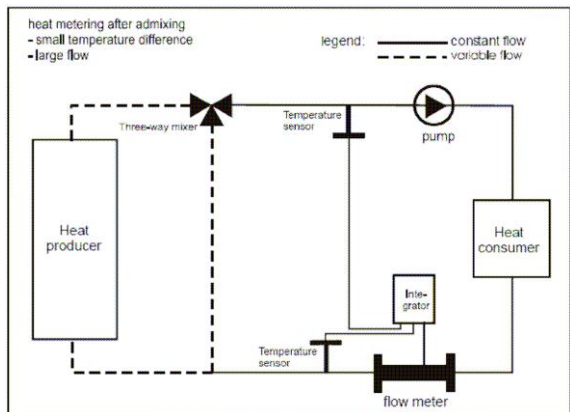 heat metering after admixing
- small temperature difference
- large flow
legend:
constant flow
variable flow
Three-way mixer
Temperature
sensor
pump
Heat
producer
Heat
consumer
Inte-
grator
Temperature
sensor
flow meter